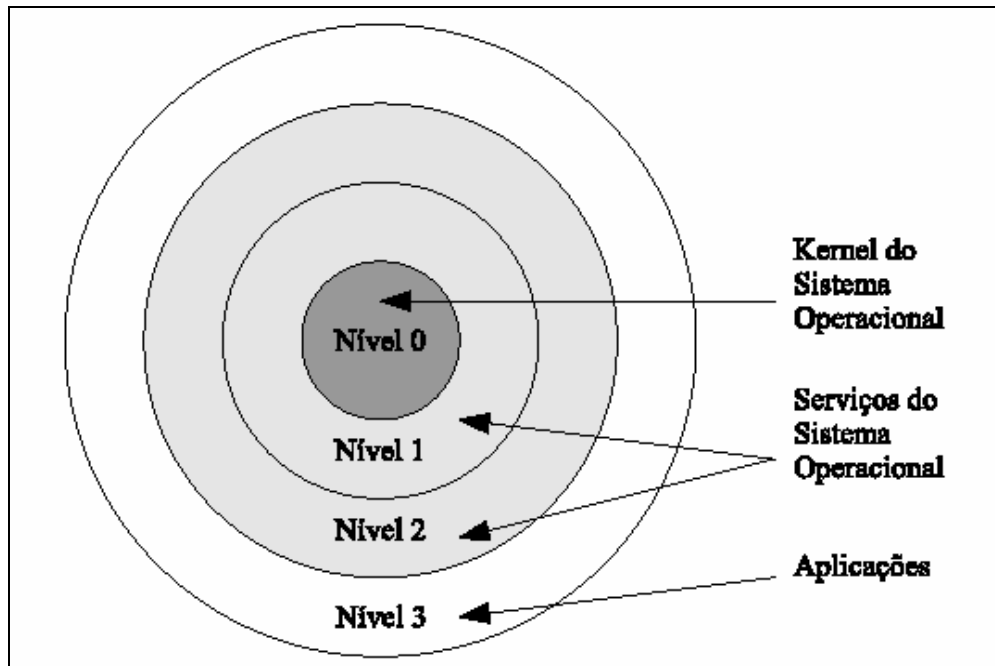 Kernel do
Sistema
Operacional
Nível 0
Serviços do
Sistema
Operacional
Nível 1
Nível 2
Aplicações
Nível 3